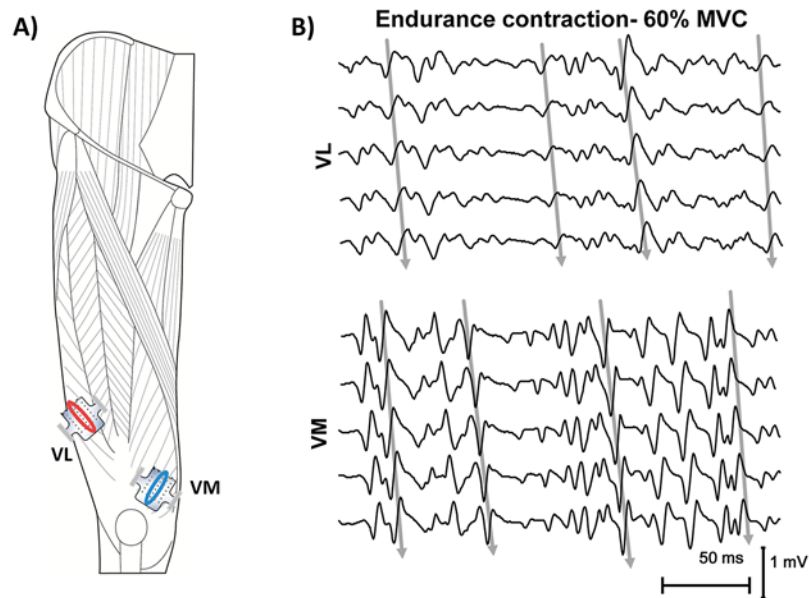 A)
VL
VM
B)
Endurance contraction- 60% MVC
VL
VM
50 ms
1 mV